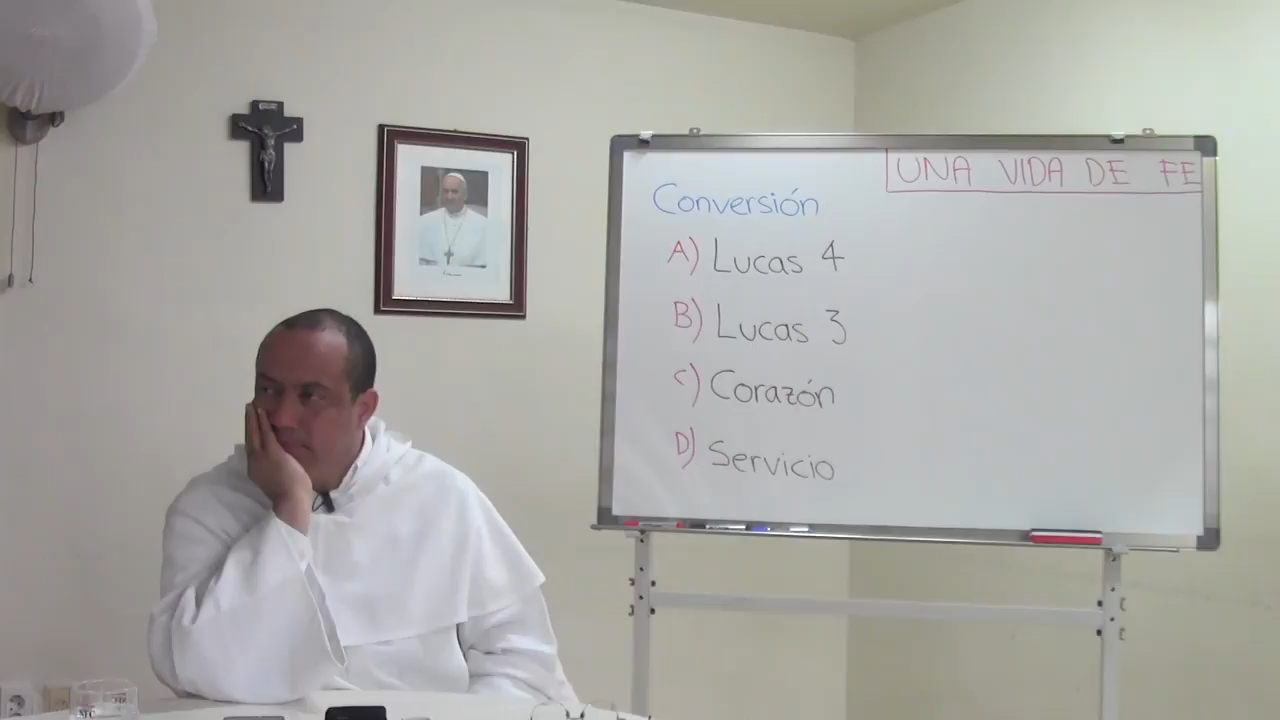 UNA VIDA DE FE
Conversión
A) Lucas 4
B) Lucas 3
C) Corazón
D) Servicio